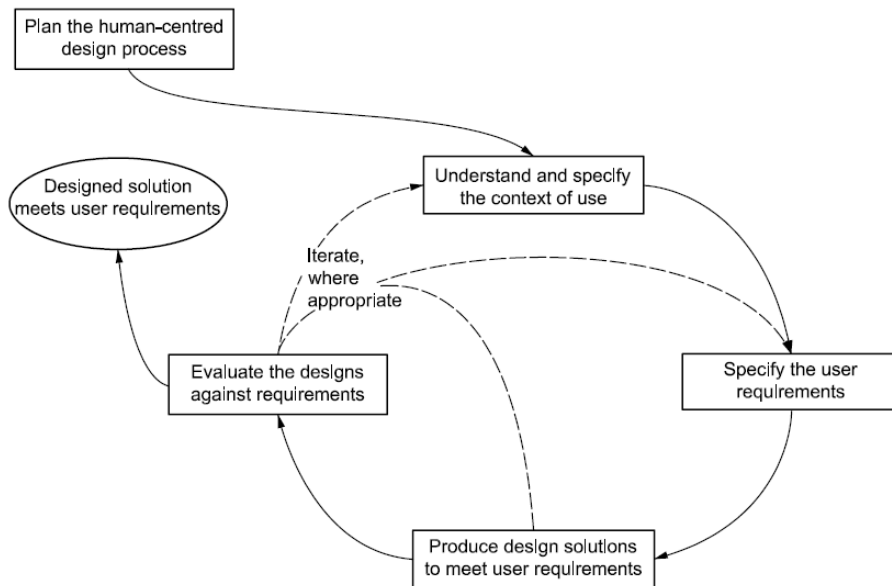 Plan the human-centred
design process
Understand and specify
the context of use
Designed solution
meets user requirements
Iterate,
where
appropriate
Evaluate the designs
against requirements
Specify the user
requirements
Produce design solutions
to meet user requirements